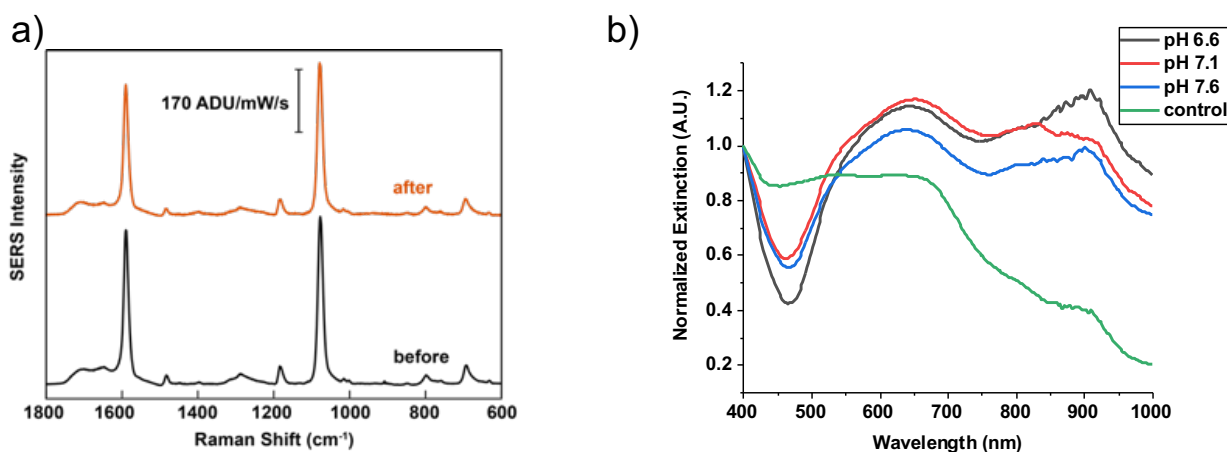 a)
170 ADU/mW/s
after
before
SERS Intensity
1800 1600 1400 1200 1000 800 600
Raman Shift (cm⁻¹)
b)
pH 6.6
pH 7.1
pH 7.6
control
Normalized Extinction (A.U.)
1.2
1.0
0.8
0.6
0.4
0.2
400 500 600 700 800 900 1000
Wavelength (nm)